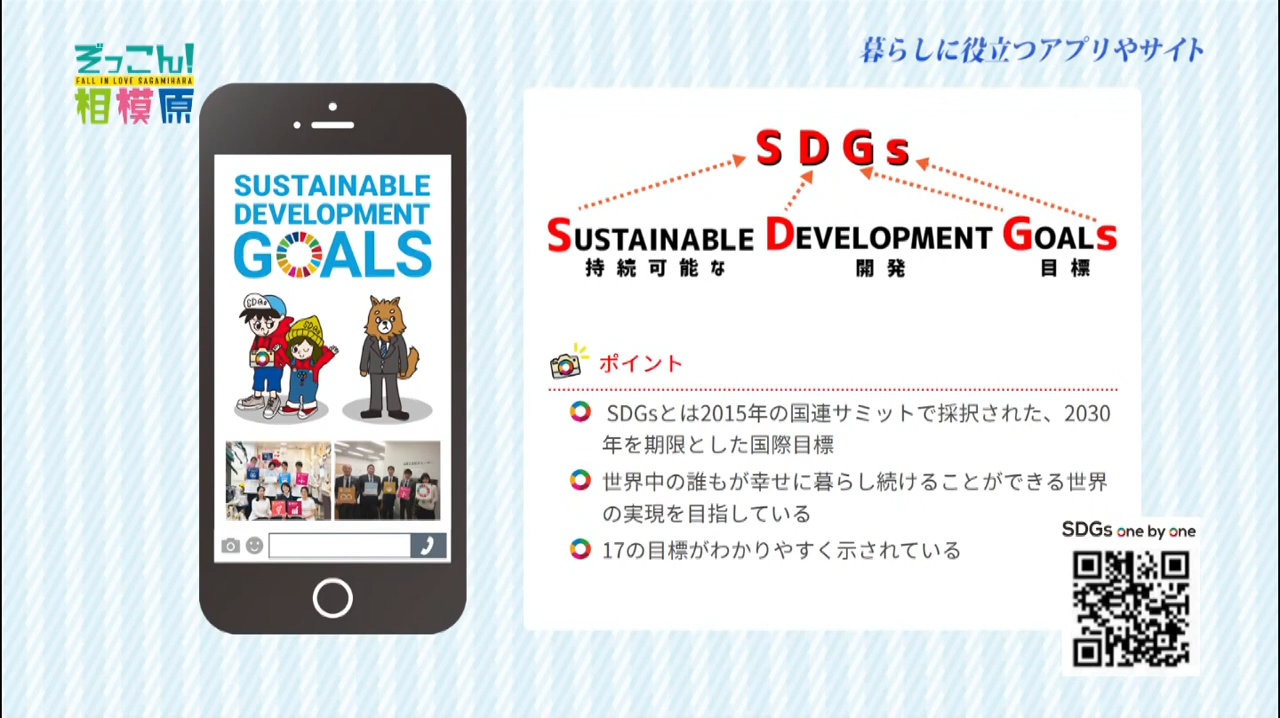 ぞっこん!
FALL IN LOVE SAGAMIHARA
相模原
暮らしに役立つアプリやサイト
SUSTAINABLE
DEVELOPMENT
GOALS
SDGs
SDGs
SDGs
SUSTAINABLE DEVELOPMENT GOALS
持続可能な 開発 目標
ポイント
SDGsとは2015年の国連サミットで採択された、2030
年を期限とした国際目標
世界中の誰もが幸せに暮らし続けることができる世界
の実現を目指している
17の目標がわかりやすく示されている
SDGs one by one